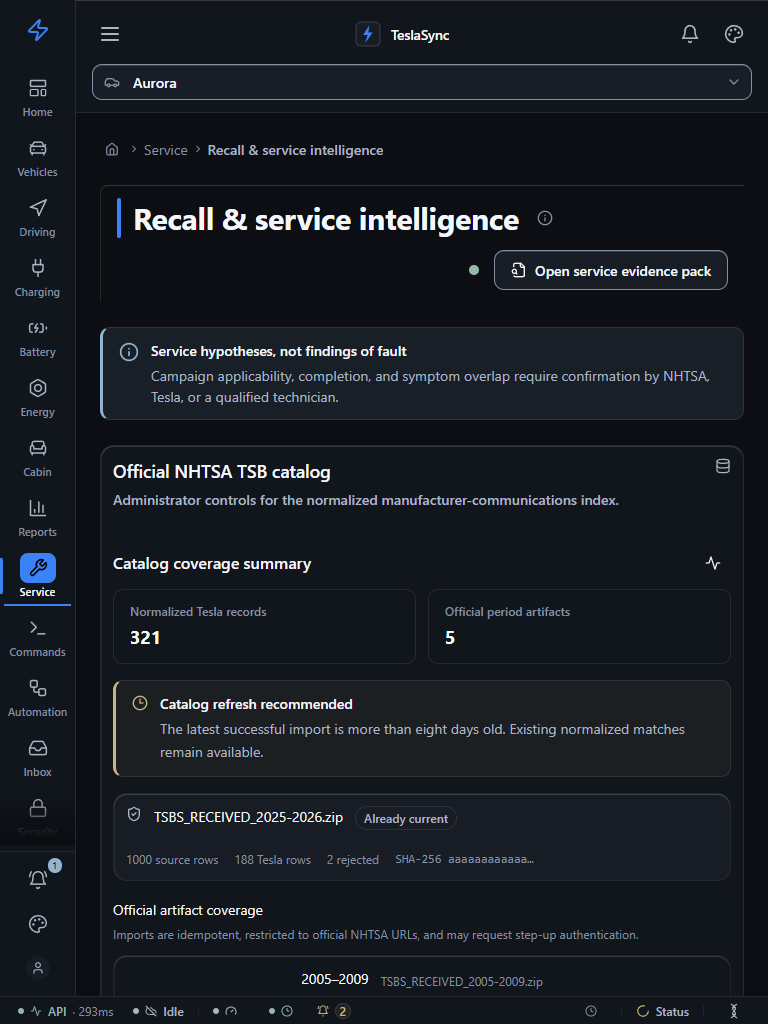 TeslaSync
Aurora
Home
Vehicles
Driving
Charging
Battery
Energy
Cabin
Reports
Service
Commands
Automation
Inbox
Security
1
Service
Recall & service intelligence
Recall & service intelligence
Open service evidence pack
Service hypotheses, not findings of fault
Campaign applicability, completion, and symptom overlap require confirmation by NHTSA,
Tesla, or a qualified technician.
Official NHTSA TSB catalog
Administrator controls for the normalized manufacturer-communications index.
Catalog coverage summary
Normalized Tesla records
321
Official period artifacts
5
Catalog refresh recommended
The latest successful import is more than eight days old. Existing normalized matches
remain available.
TSBS_RECEIVED_2025-2026.zip Already current
1000 source rows 188 Tesla rows 2 rejected SHA-256 aaaaaaaaaaaa…
Official artifact coverage
Imports are idempotent, restricted to official NHTSA URLs, and may request step-up authentication.
2005–2009 TSBS_RECEIVED_2005-2009.zip
API · 293ms Idle 2 Status